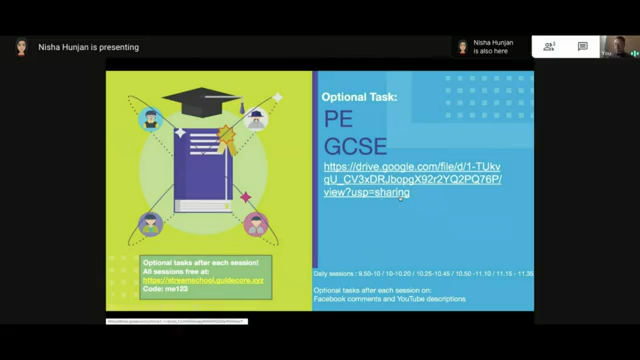 Nisha Hunjan is presenting
Nisha Hunjan
is also here
You
Optional Task:
PE
GCSE
https://drive.google.com/file/d/1-TUkv
qU_CV3xDRJbopgX92r2YQ2PQ76P/
view?usp=sharing
Optional tasks after each session!
All sessions free at:
https://streamschool.guidecore.xyz
Code: me123
Daily sessions : 9.50-10 / 10-10.20 / 10.25-10.45 / 10.50 -11.10 / 11.15 - 11.35
Optional tasks after each session on:
Facebook comments and YouTube descriptions